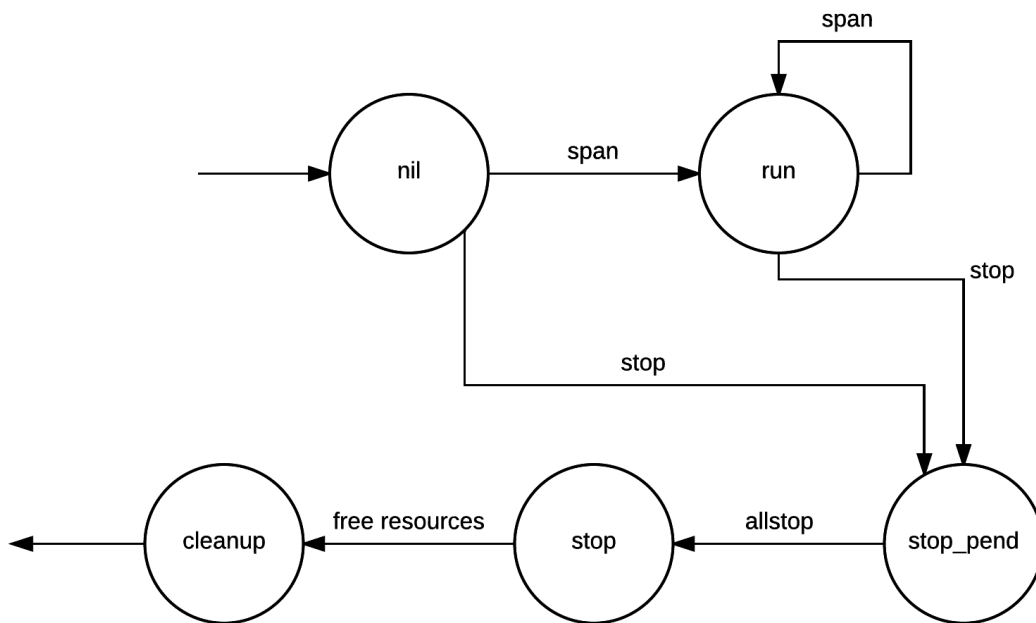 span
nil
span
run
stop
stop
cleanup
free resources
stop
allstop
stop_pend